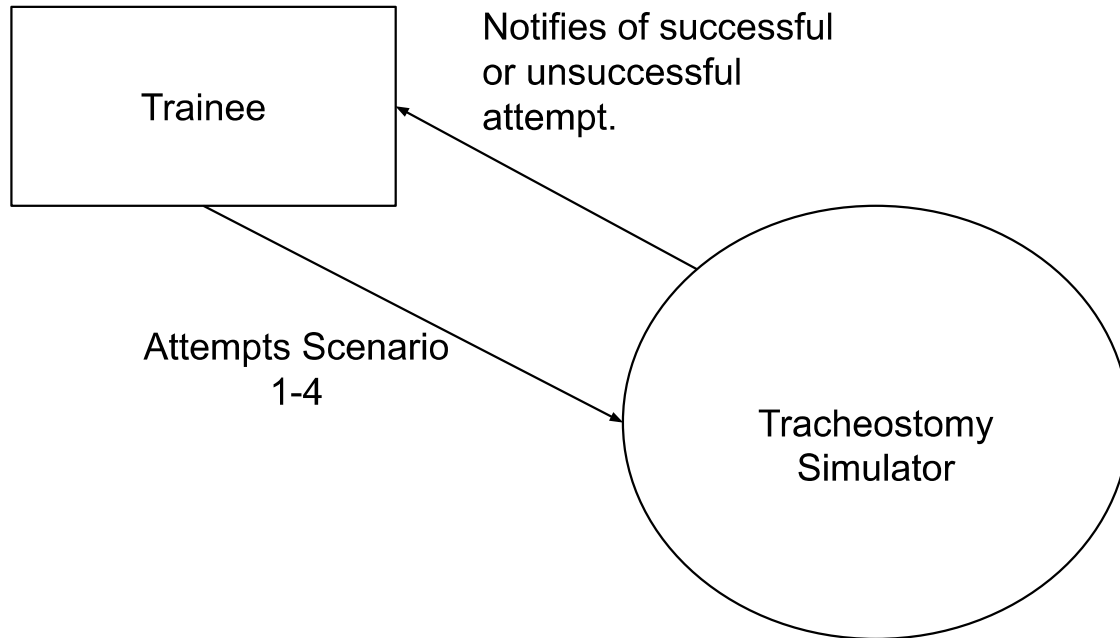 Notifies of successful
or unsuccessful
attempt.
Trainee
Attempts Scenario
1-4
Tracheostomy
Simulator